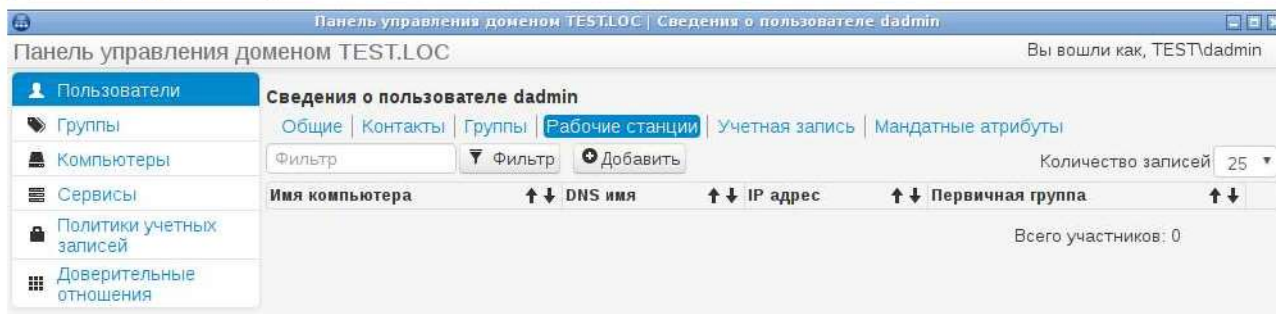 Панель управления доменом TEST.LOC | Сведения о пользователе dadmin
Панель управления доменом TEST.LOC
Вы вошли как, TEST\dadmin
Пользователи
Группы
Компьютеры
Сервисы
Политики учетных
записей
Доверительные
отношения
Сведения о пользователе dadmin
Общие | Контакты | Группы | Рабочие станции | Учетная запись | Мандатные атрибуты
Фильтр Фильтр Добавить Количество записей 25
Имя компьютера DNS имя IP адрес Первичная группа
Всего участников: 0